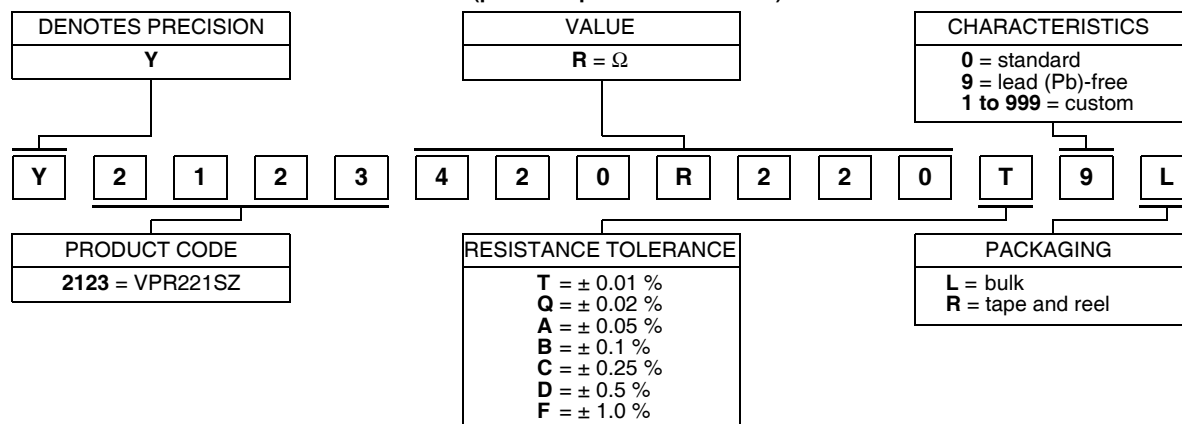 DENOTES PRECISION
Y
VALUE
R = Ω
CHARACTERISTICS
0 = standard
9 = lead (Pb)-free
1 to 999 = custom
Y 2 1 2 3 4 2 0 R 2 2 0 T 9 L
PRODUCT CODE
2123 = VPR221SZ
RESISTANCE TOLERANCE
T = ± 0.01 %
Q = ± 0.02 %
A = ± 0.05 %
B = ± 0.1 %
C = ± 0.25 %
D = ± 0.5 %
F = ± 1.0 %
PACKAGING
L = bulk
R = tape and reel